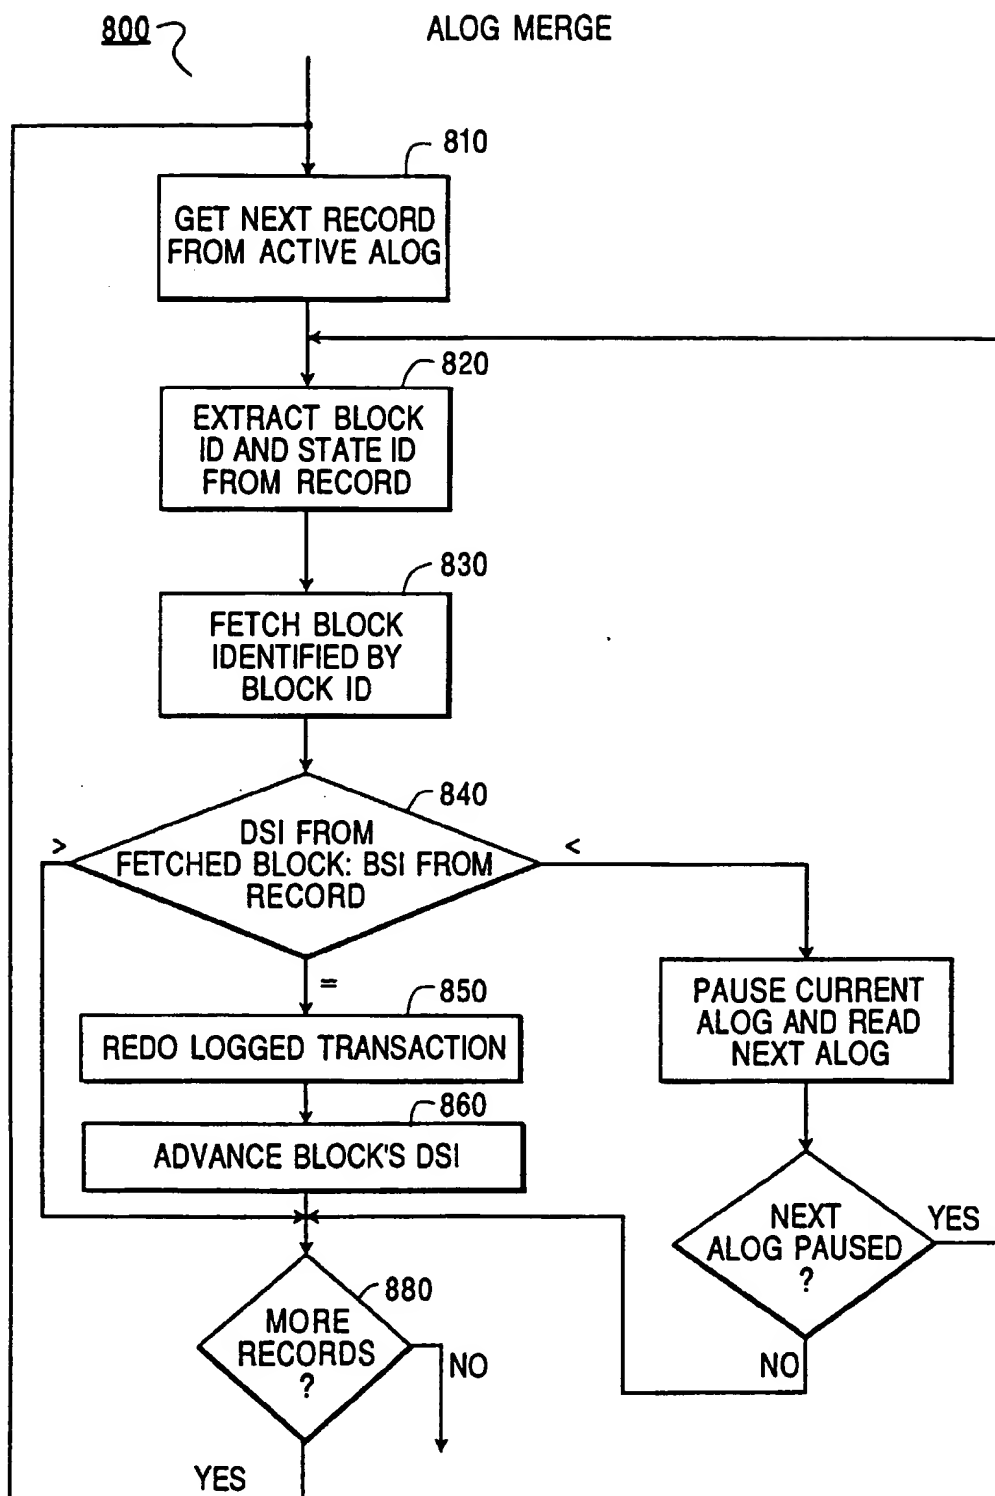 800
ALOG MERGE
810
GET NEXT RECORD
FROM ACTIVE ALOG
820
EXTRACT BLOCK
ID AND STATE ID
FROM RECORD
830
FETCH BLOCK
IDENTIFIED BY
BLOCK ID
840
DSI FROM
FETCHED BLOCK: BSI FROM
RECORD
>
<
=
850
REDO LOGGED TRANSACTION
860
ADVANCE BLOCK'S DSI
PAUSE CURRENT
ALOG AND READ
NEXT ALOG
NEXT
ALOG PAUSED
?
YES
NO
880
MORE
RECORDS
?
NO
YES